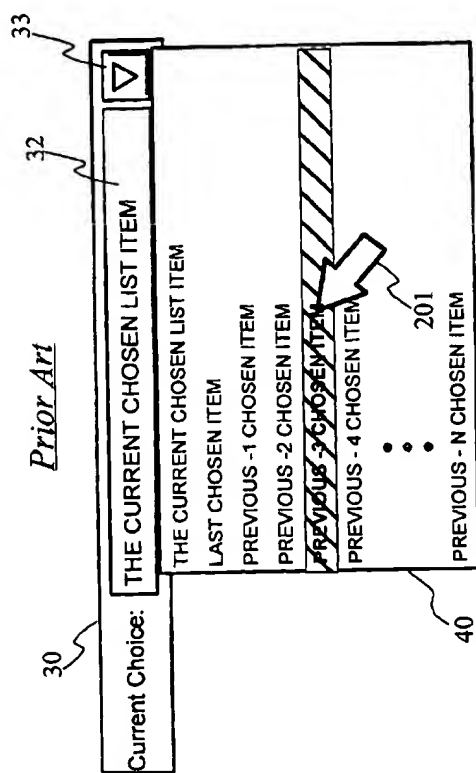 Prior Art
30
32
33
Current Choice: THE CURRENT CHOSEN LIST ITEM
THE CURRENT CHOSEN LIST ITEM
LAST CHOSEN ITEM
PREVIOUS -1 CHOSEN ITEM
PREVIOUS -2 CHOSEN ITEM
PREVIOUS -3 CHOSEN ITEM
PREVIOUS - 4 CHOSEN ITEM
PREVIOUS - N CHOSEN ITEM
40
201